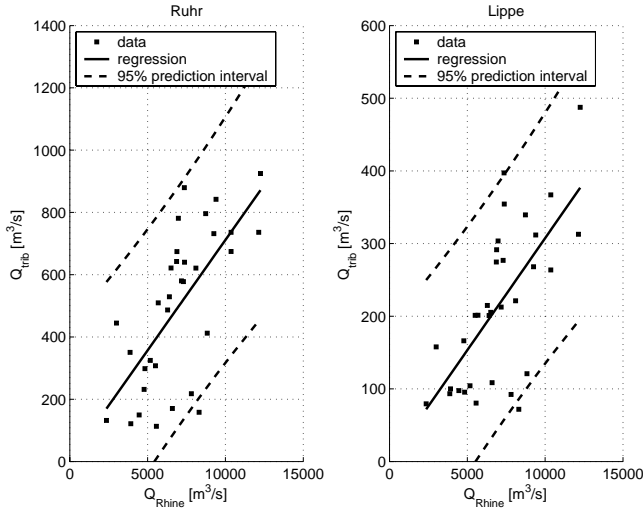 Ruhr
1400
1200
1000
800
600
400
200
0
0
5000
10000
15000
Q_trib [m³/s]
Q_Rhine [m³/s]
data
regression
95% prediction interval
Lippe
600
500
400
300
200
100
0
0
5000
10000
15000
Q_trib [m³/s]
Q_Rhine [m³/s]
data
regression
95% prediction interval